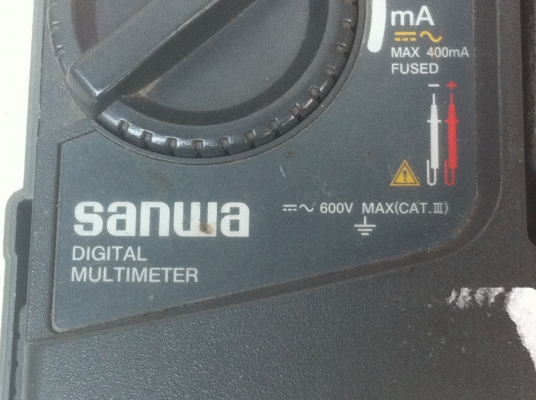 mA
MAX 400mA
FUSED
− +
sanwa
600V MAX(CAT.III)
DIGITAL
MULTIMETER